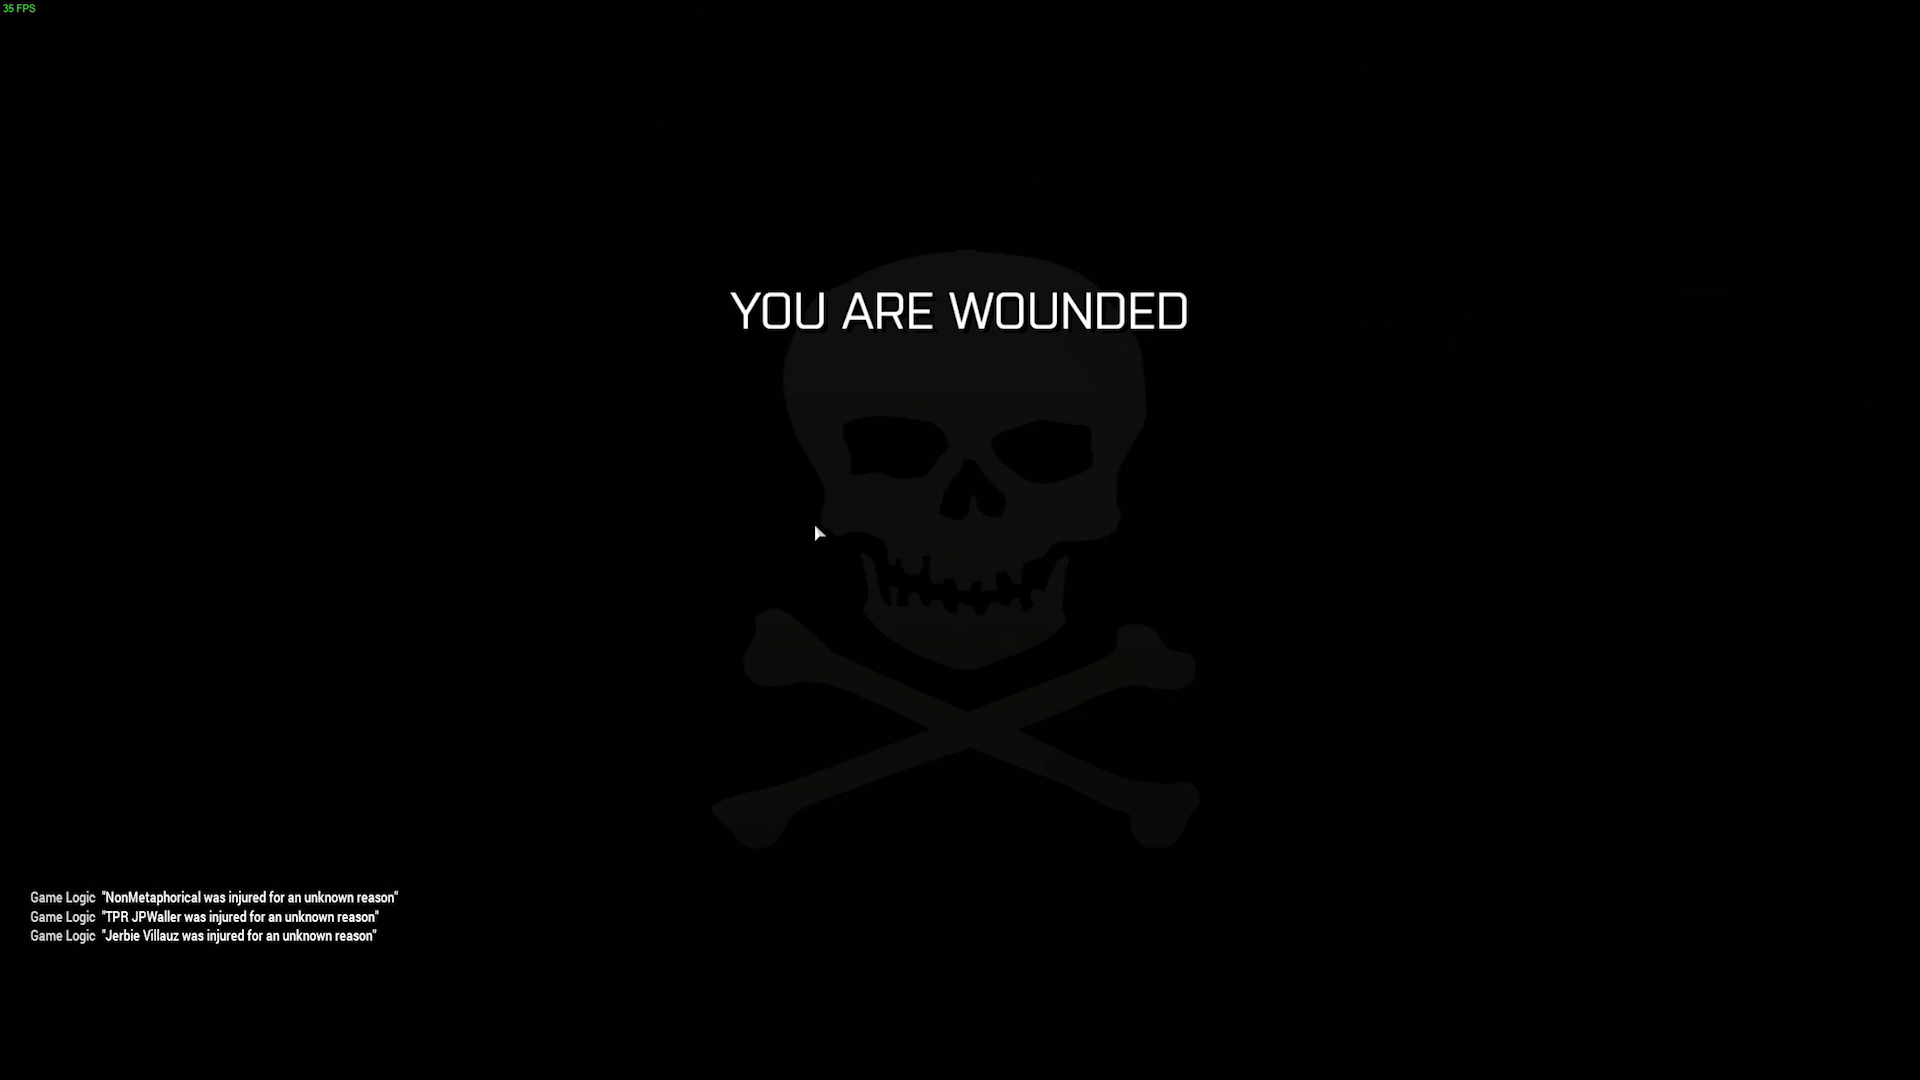 35 FPS
YOU ARE WOUNDED
Game Logic "NonMetaphorical was injured for an unknown reason"
Game Logic "TPR JPWaller was injured for an unknown reason"
Game Logic "Jerbie Villauz was injured for an unknown reason"